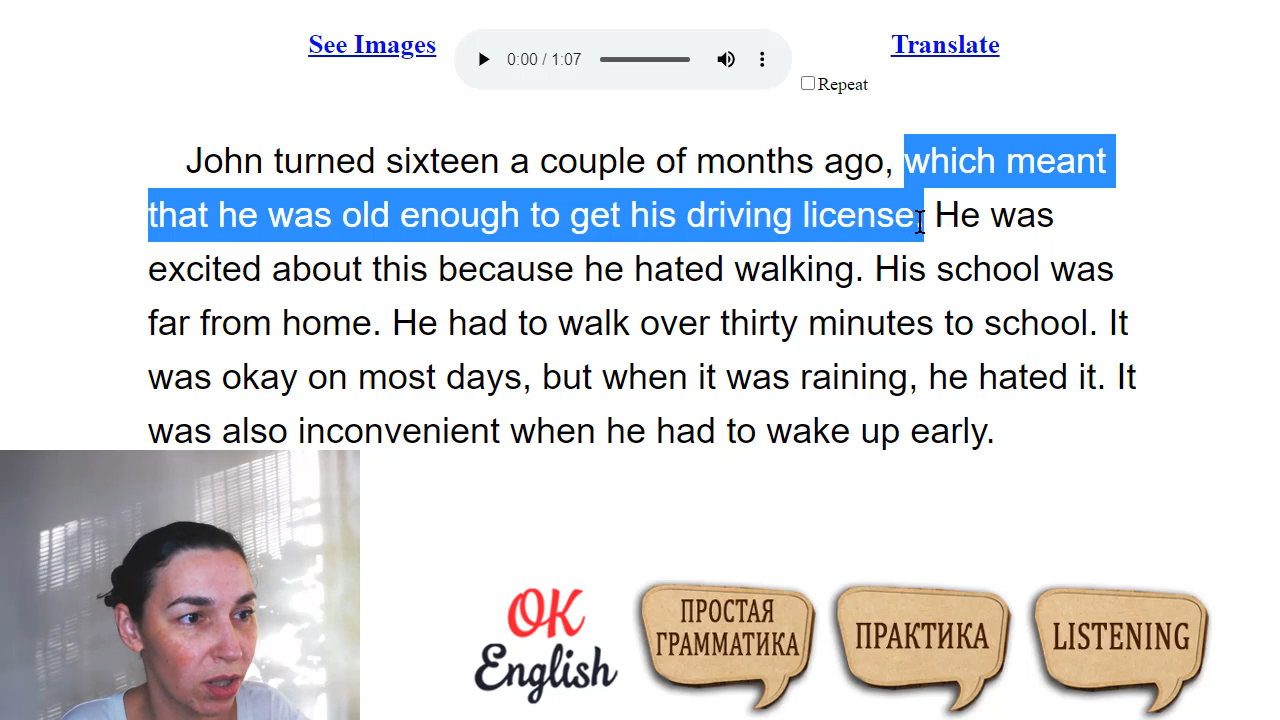 See Images
0:00 / 1:07
Translate
Repeat
John turned sixteen a couple of months ago, which meant
that he was old enough to get his driving license. He was
excited about this because he hated walking. His school was
far from home. He had to walk over thirty minutes to school. It
was okay on most days, but when it was raining, he hated it. It
was also inconvenient when he had to wake up early.
OK
English
ПРОСТАЯ
ГРАММАТИКА
ПРАКТИКА
LISTENING